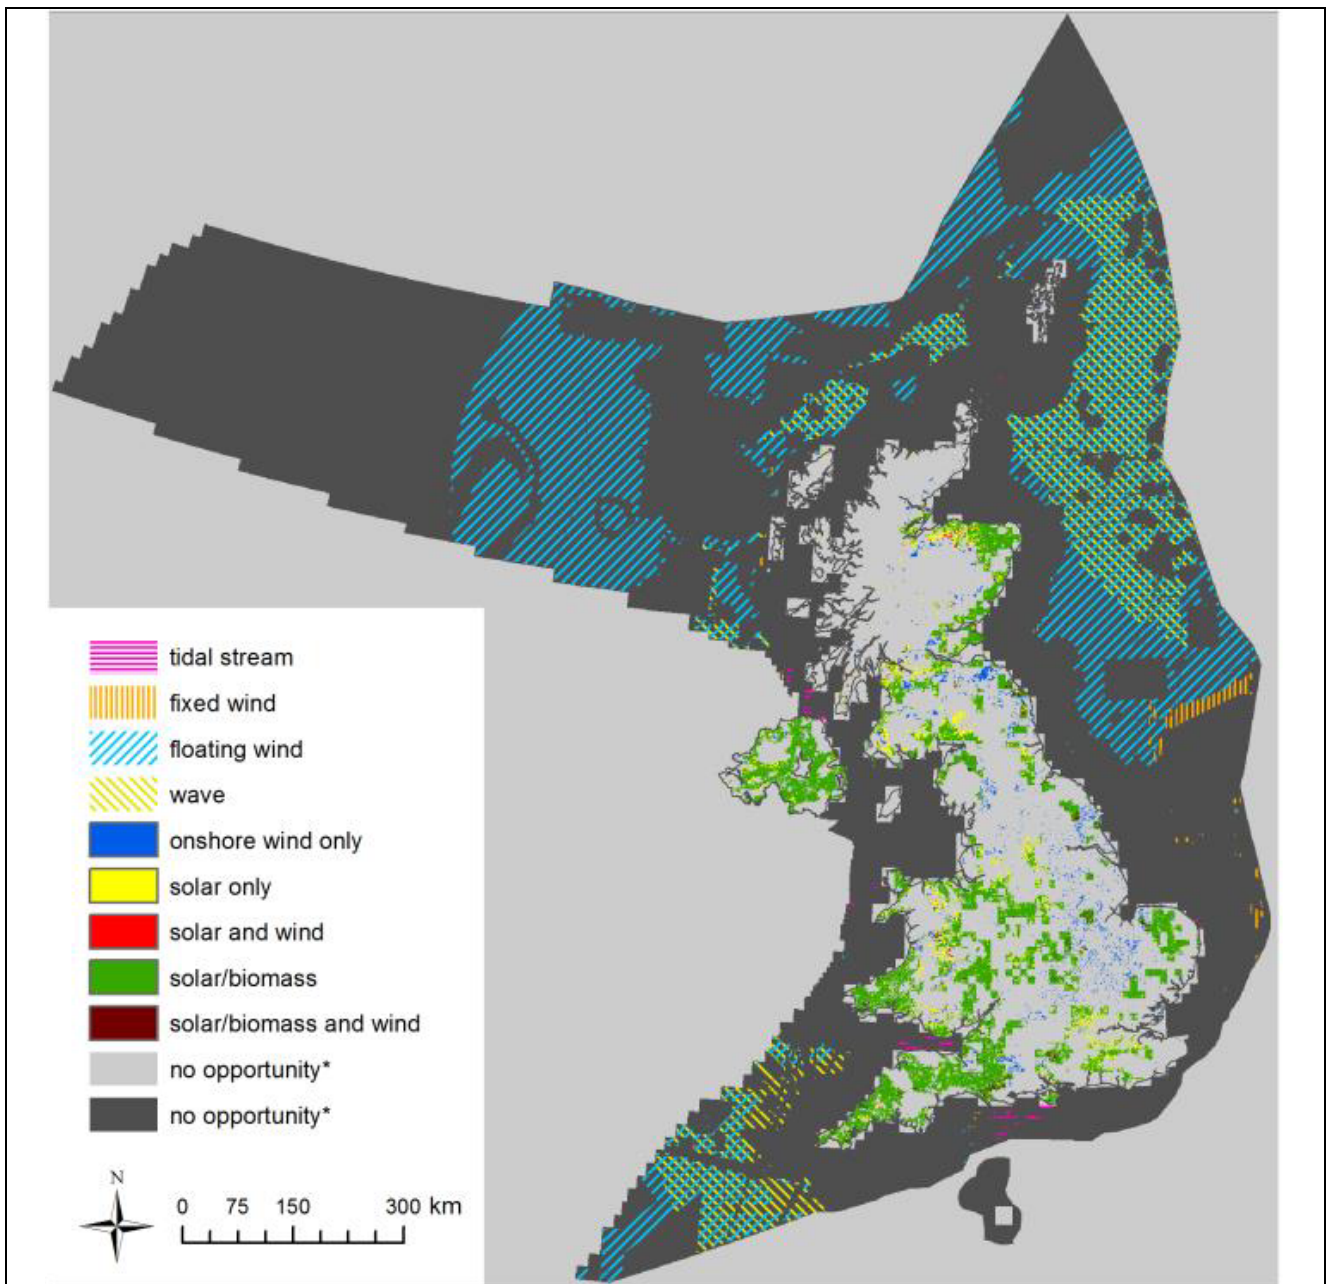 tidal stream
fixed wind
floating wind
wave
onshore wind only
solar only
solar and wind
solar/biomass
solar/biomass and wind
no opportunity*
no opportunity*
N
0 75 150 300 km